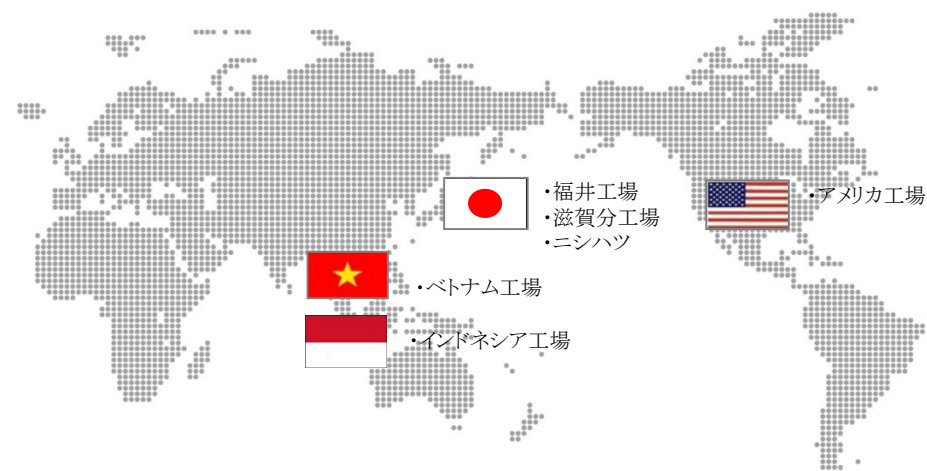 ・福井工場
・滋賀分工場
・ニシハツ
・アメリカ工場
・ベトナム工場
・インドネシア工場